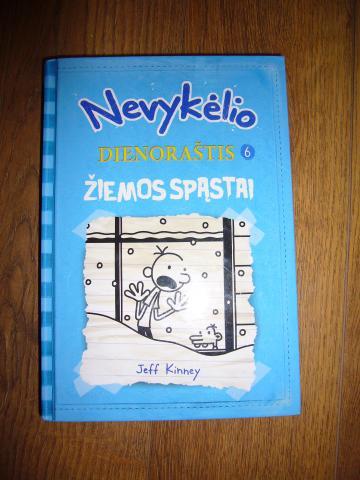 Nevykėlio
DIENORAŠTIS 6
ŽIEMOS SPĄSTAI
Jeff Kinney